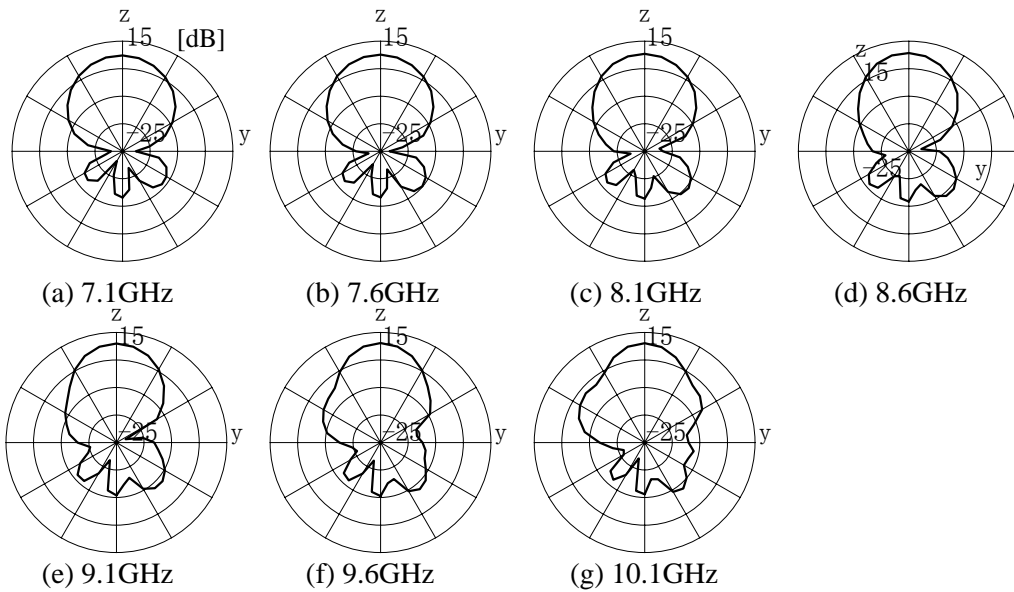 z z z
15 [dB] 15 15 z 15
-25 y -25 y -25 y -25 y
(a) 7.1GHz (b) 7.6GHz (c) 8.1GHz (d) 8.6GHz
z z z
15 15 15
-25 y -25 y -25 y
(e) 9.1GHz (f) 9.6GHz (g) 10.1GHz